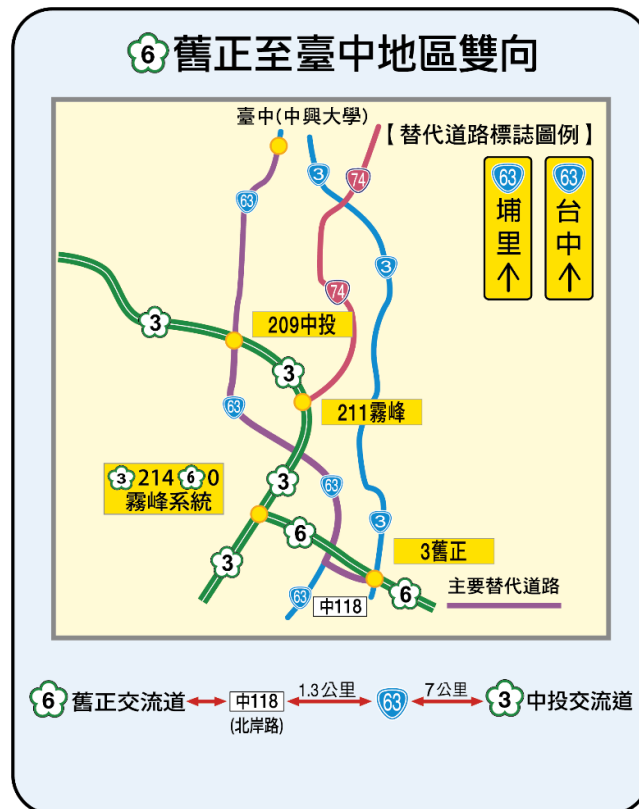 6 舊正至臺中地區雙向
臺中(中興大學)
【替代道路標誌圖例】
63 埔里↑
63 台中↑
74
3
63
3
74
3
209中投
3
63
211霧峰
3 214 6 0
霧峰系統
3
63
6
3
3舊正
3
63
中118
6
主要替代道路
6 舊正交流道 ↔ 中118 ↔ 1.3公里 ↔ 63 ↔ 7公里 ↔ 3 中投交流道
(北岸路)